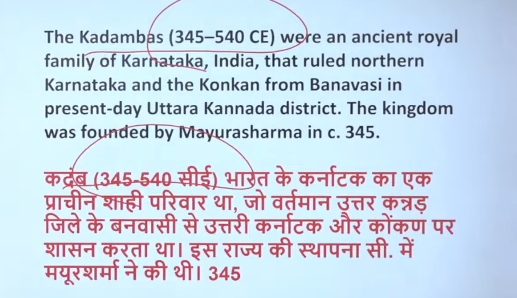 The Kadambas (345–540 CE) were an ancient royal
family of Karnataka, India, that ruled northern
Karnataka and the Konkan from Banavasi in
present-day Uttara Kannada district. The kingdom
was founded by Mayurasharma in c. 345.
कदंब (345-540 सीई) भारत के कर्नाटक का एक
प्राचीन शाही परिवार था, जो वर्तमान उत्तर कन्नड़
जिले के बनवासी से उत्तरी कर्नाटक और कोंकण पर
शासन करता था। इस राज्य की स्थापना सी. में
मयूरशर्मा ने की थी। 345